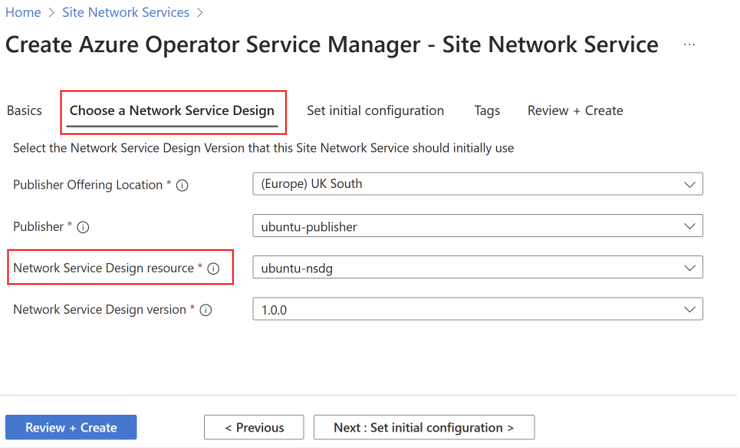 Home > Site Network Services >
Create Azure Operator Service Manager - Site Network Service ...
Basics Choose a Network Service Design Set initial configuration Tags Review + Create
Select the Network Service Design Version that this Site Network Service should initially use
Publisher Offering Location * (Europe) UK South
Publisher * ubuntu-publisher
Network Service Design resource * ubuntu-nsdg
Network Service Design version * 1.0.0
Review + Create < Previous Next : Set initial configuration >